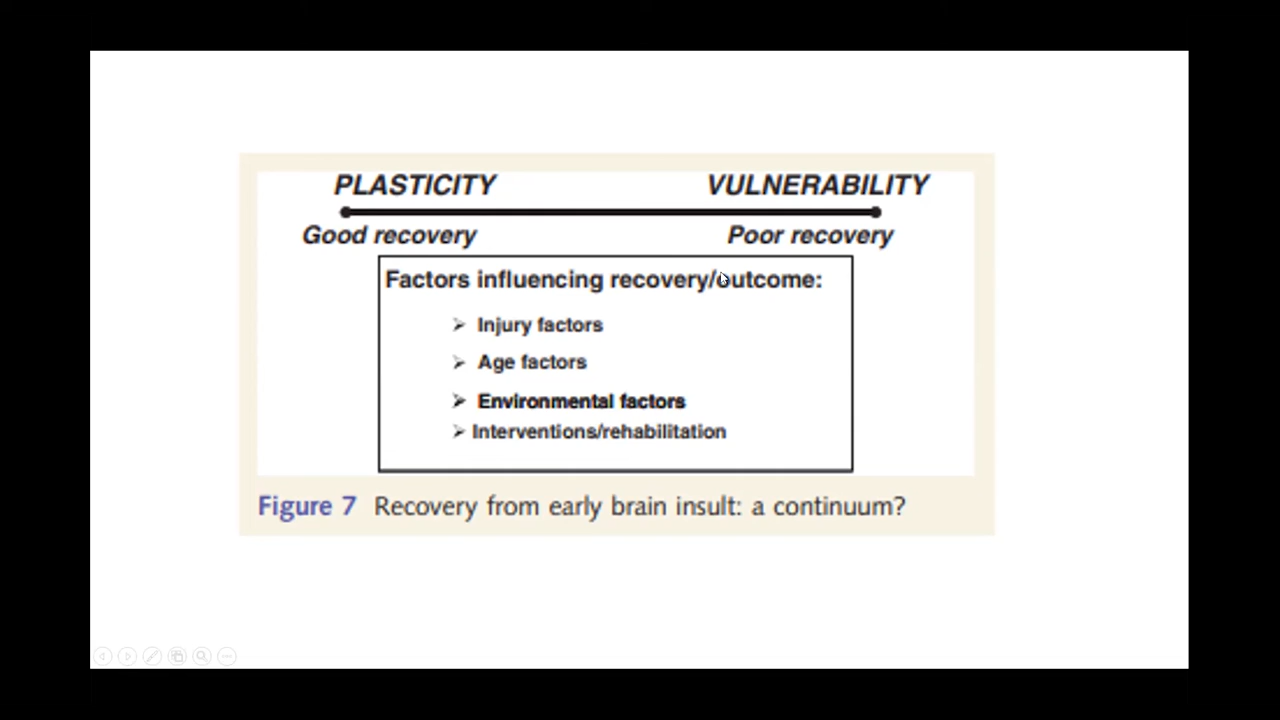 PLASTICITY VULNERABILITY
Good recovery Poor recovery
Factors influencing recovery/outcome:
➢ Injury factors
➢ Age factors
➢ Environmental factors
➢ Interventions/rehabilitation
Figure 7 Recovery from early brain insult: a continuum?